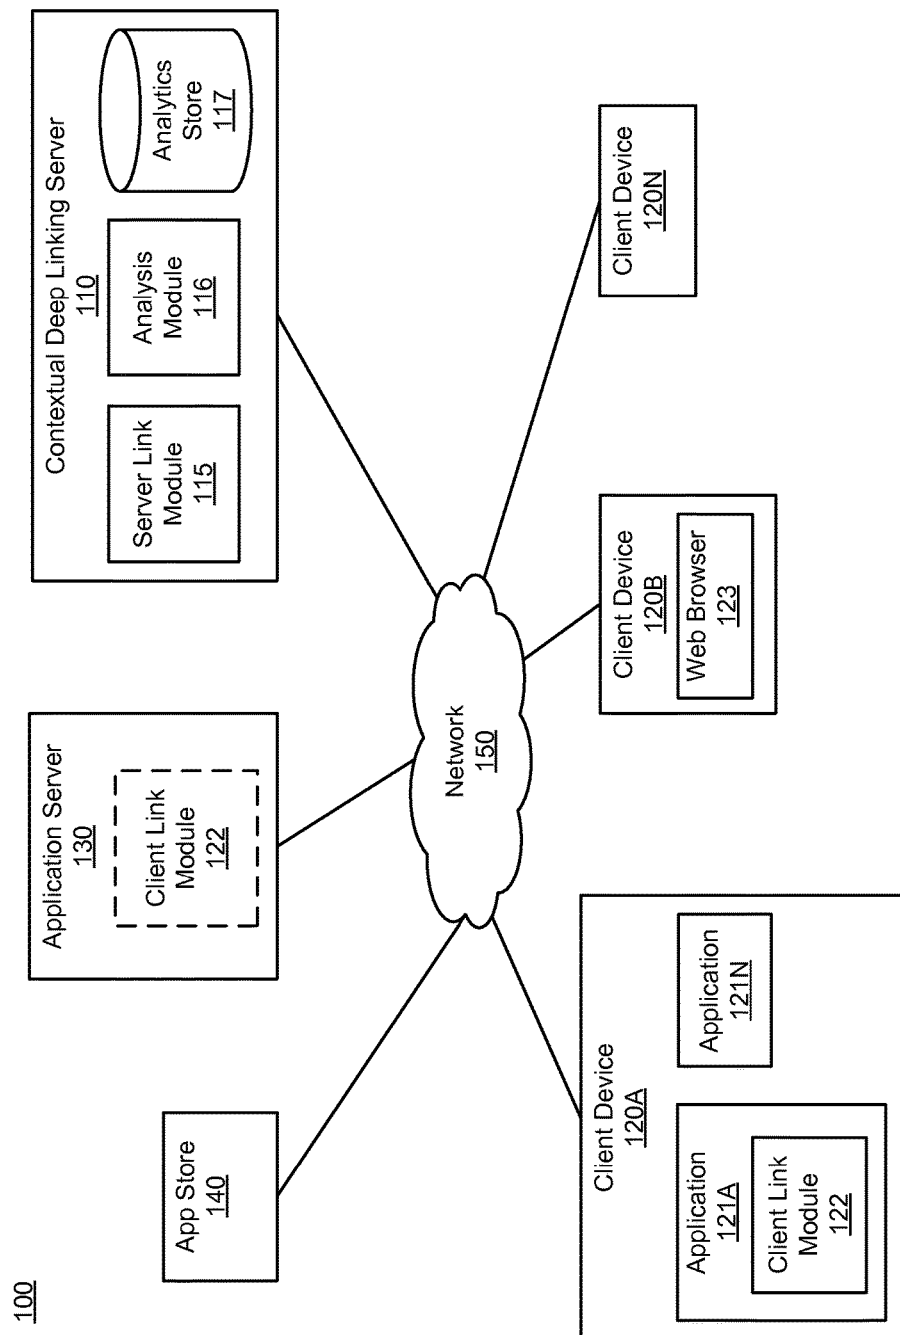 100
App Store
140
Application Server
130
Client Link
Module
122
Contextual Deep Linking Server
110
Server Link
Module
115
Analysis
Module
116
Analytics
Store
117
Network
150
Client Device
120A
Application
121A
Client Link
Module
122
Application
121N
Client Device
120B
Web Browser
123
Client Device
120N